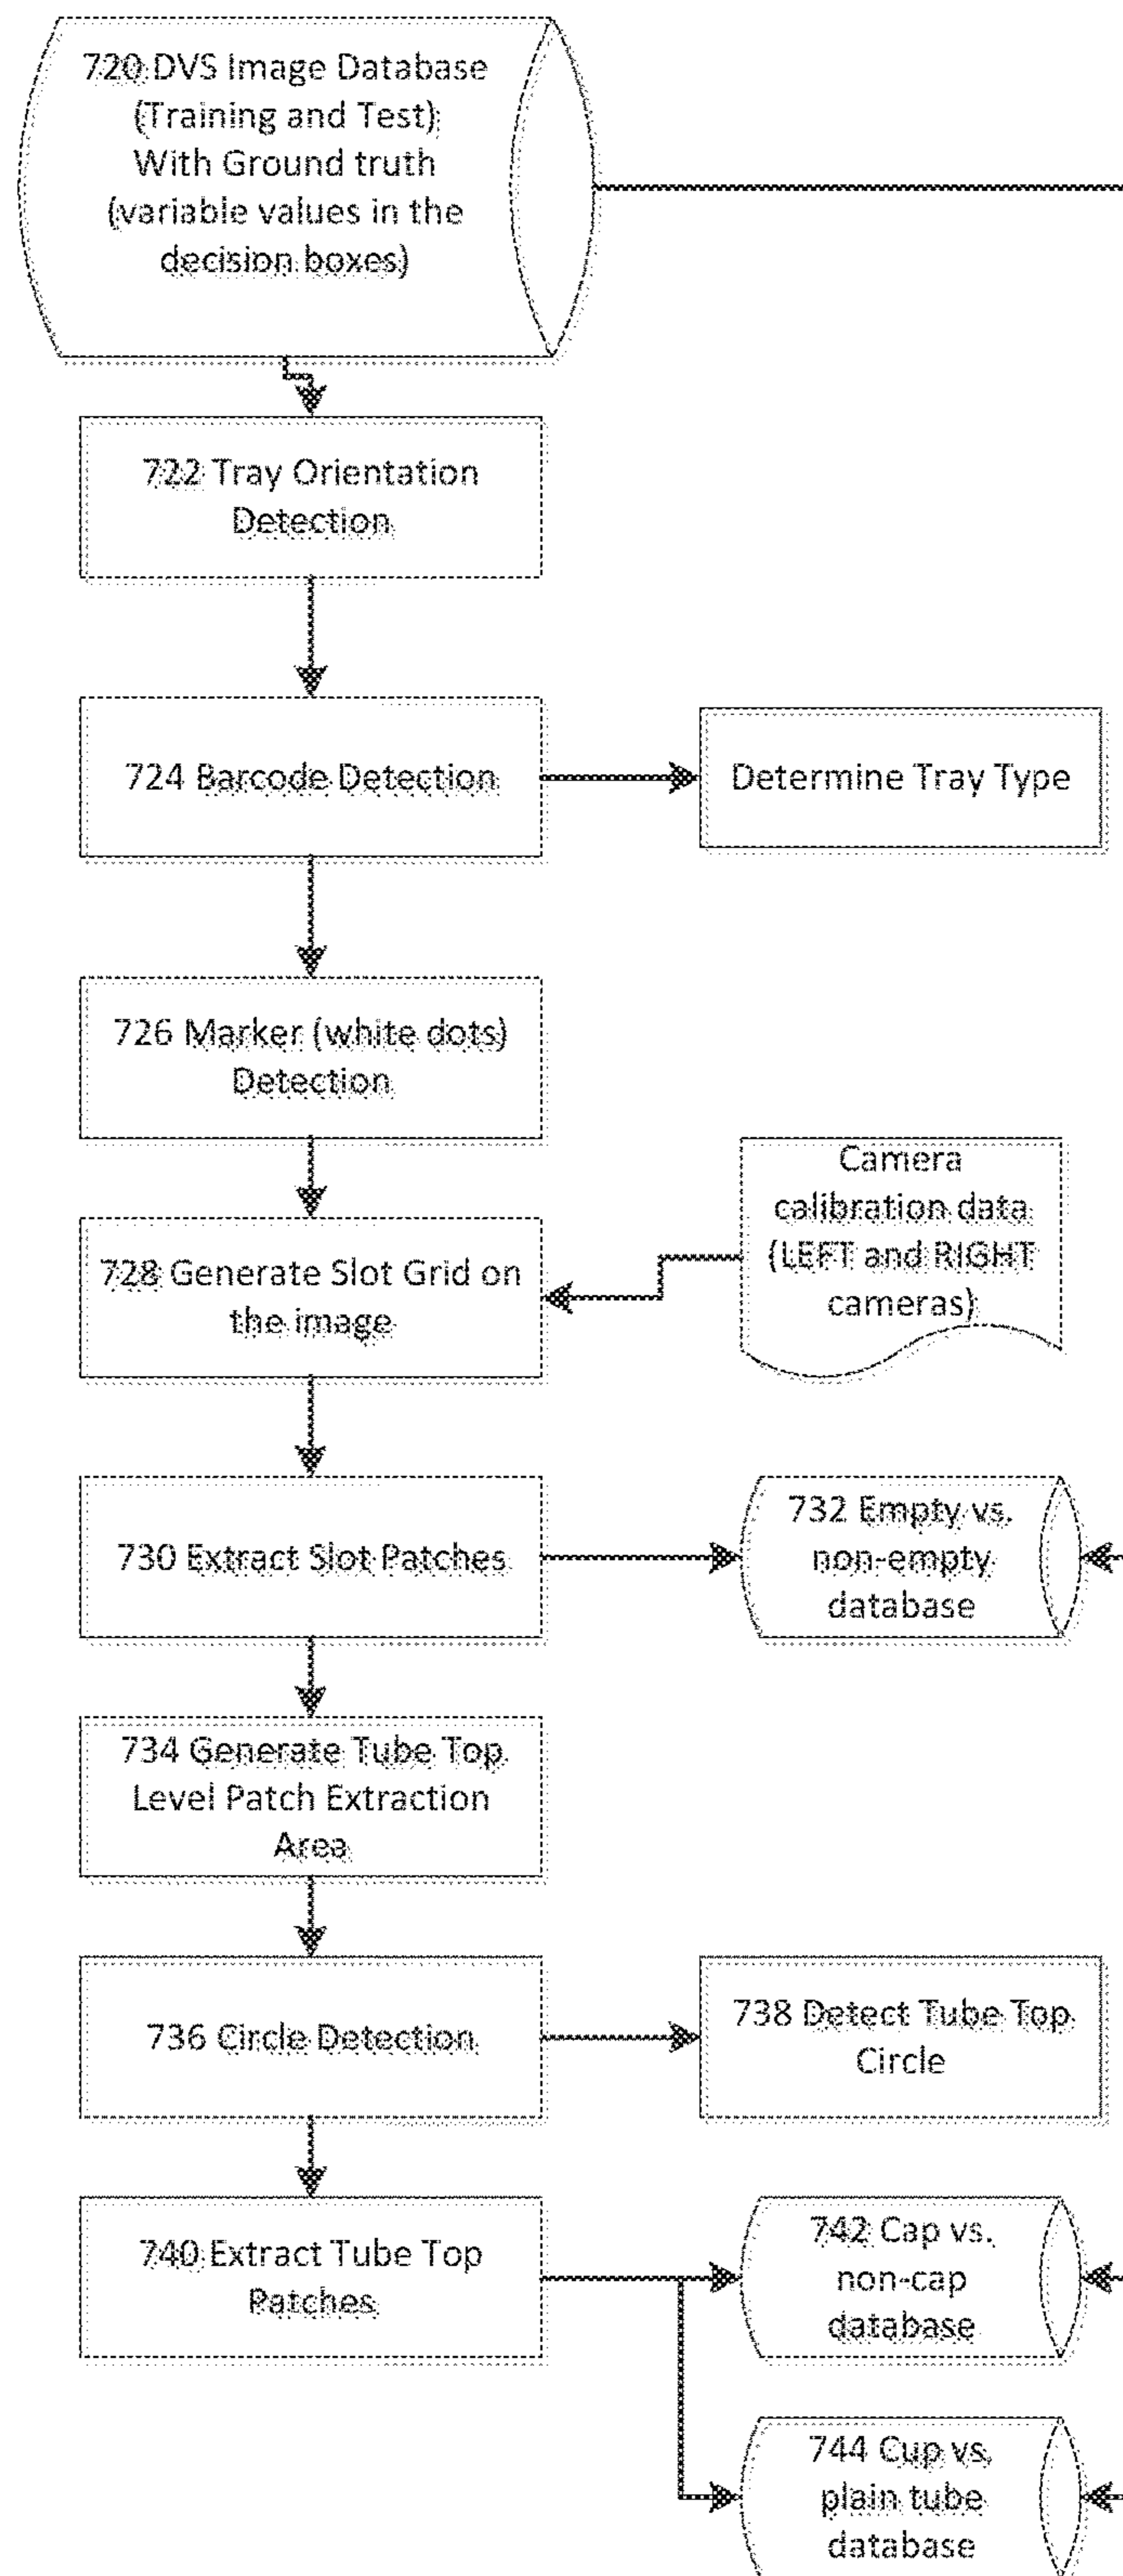 720 DVS Image Database
(Training and Test)
With Ground truth
(variable values in the
decision boxes)
722 Tray Orientation
Detection
724 Barcode Detection
Determine Tray Type
726 Marker (white dots)
Detection
Camera
calibration data
(LEFT and RIGHT
cameras)
728 Generate Slot Grid on
the image
730 Extract Slot Patches
732 Empty vs.
non-empty
database
734 Generate Tube Top
Level Patch Extraction
Area
736 Circle Detection
738 Detect Tube Top
Circle
740 Extract Tube Top
Patches
742 Cap vs.
non-cap
database
744 Cup vs.
plain tube
database